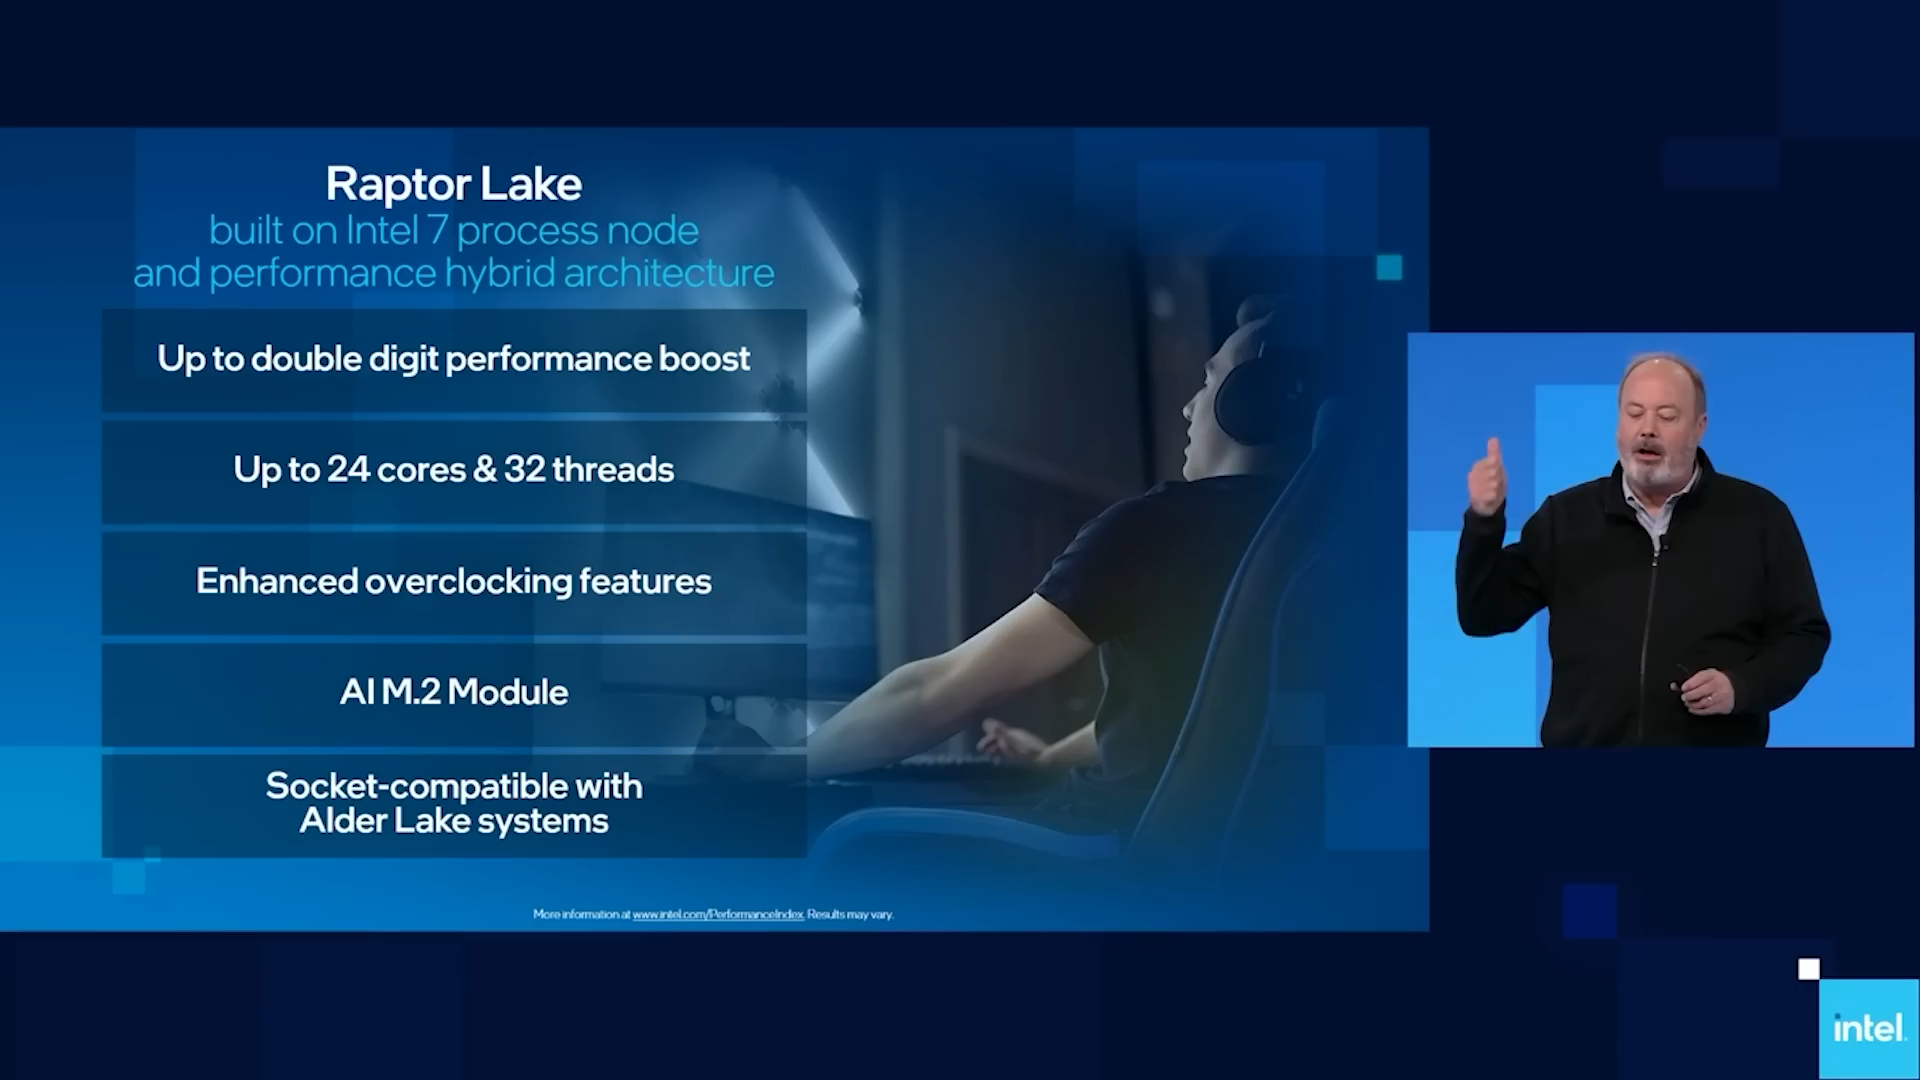 Raptor Lake
built on Intel 7 process node
and performance hybrid architecture
Up to double digit performance boost
Up to 24 cores & 32 threads
Enhanced overclocking features
AI M.2 Module
Socket-compatible with
Alder Lake systems
More information at www.intel.com/PerformanceIndex. Results may vary.
intel.